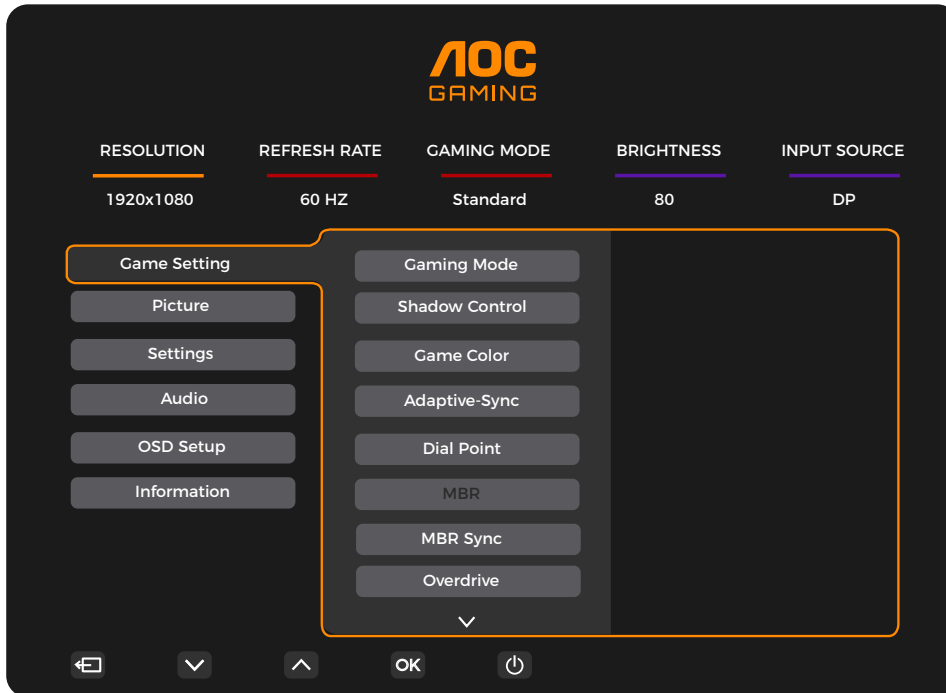 AOC
GAMING
RESOLUTION REFRESH RATE GAMING MODE BRIGHTNESS INPUT SOURCE
1920x1080 60 HZ Standard 80 DP
Game Setting
Picture
Settings
Audio
OSD Setup
Information
Gaming Mode
Shadow Control
Game Color
Adaptive-Sync
Dial Point
MBR
MBR Sync
Overdrive
OK